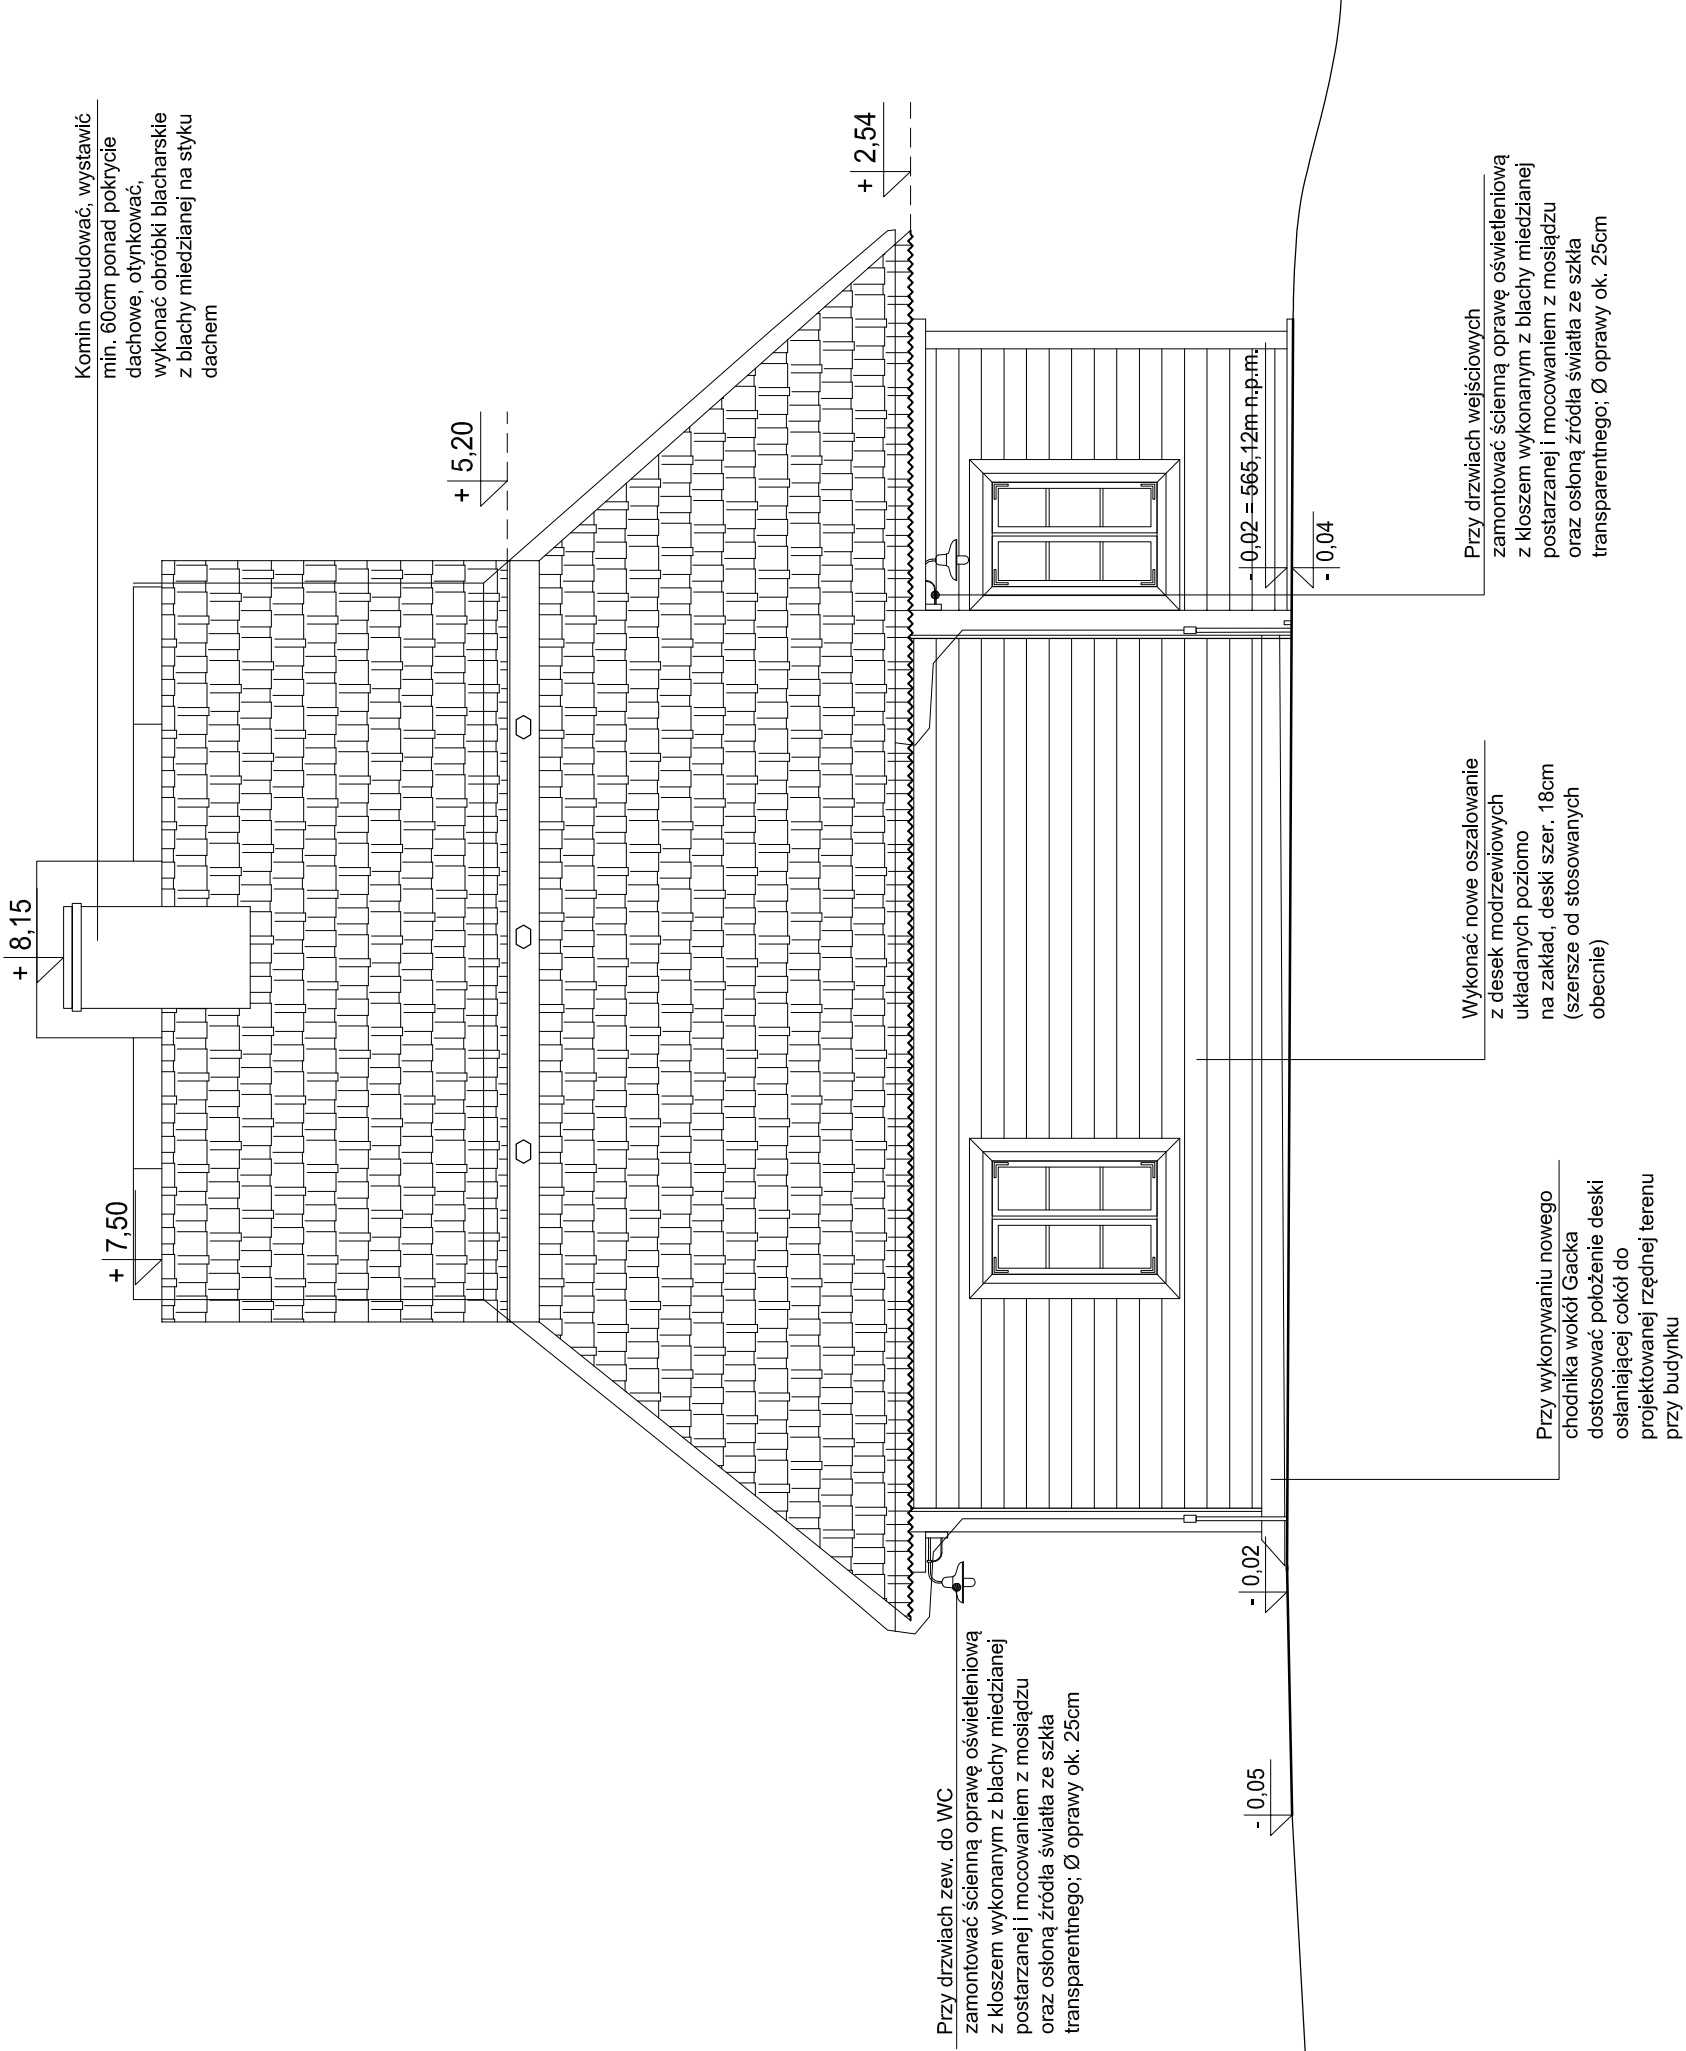 Komin odbudować, wystawić
min. 60cm ponad pokrycie
dachowe, otynkować,
wykonać obróbki blacharskie
z blachy miedzianej na styku
dachem
+ 8,15
+ 7,50
+ 5,20
+ 2,54
Przy drzwiach zew. do WC
zamontować ścienną oprawę oświetleniową
z kloszem wykonanym z blachy miedzianej
postarzanej i mocowaniem z mosiądzu
oraz osłoną źródła światła ze szkła
transparentnego; Ø oprawy ok. 25cm
- 0,05
- 0,02
- 0,02 = 565,12m n.p.m.
- 0,04
Przy wykonywaniu nowego
chodnika wokół Gacka
dostosować położenie deski
osłaniającej cokół do
projektowanej rzędnej terenu
przy budynku
Wykonać nowe oszalowanie
z desek modrzewiowych
układanych poziomo
na zakład, deski szer. 18cm
(szersze od stosowanych
obecnie)
Przy drzwiach wejściowych
zamontować ścienną oprawę oświetleniową
z kloszem wykonanym z blachy miedzianej
postarzanej i mocowaniem z mosiądzu
oraz osłoną źródła światła ze szkła
transparentnego; Ø oprawy ok. 25cm